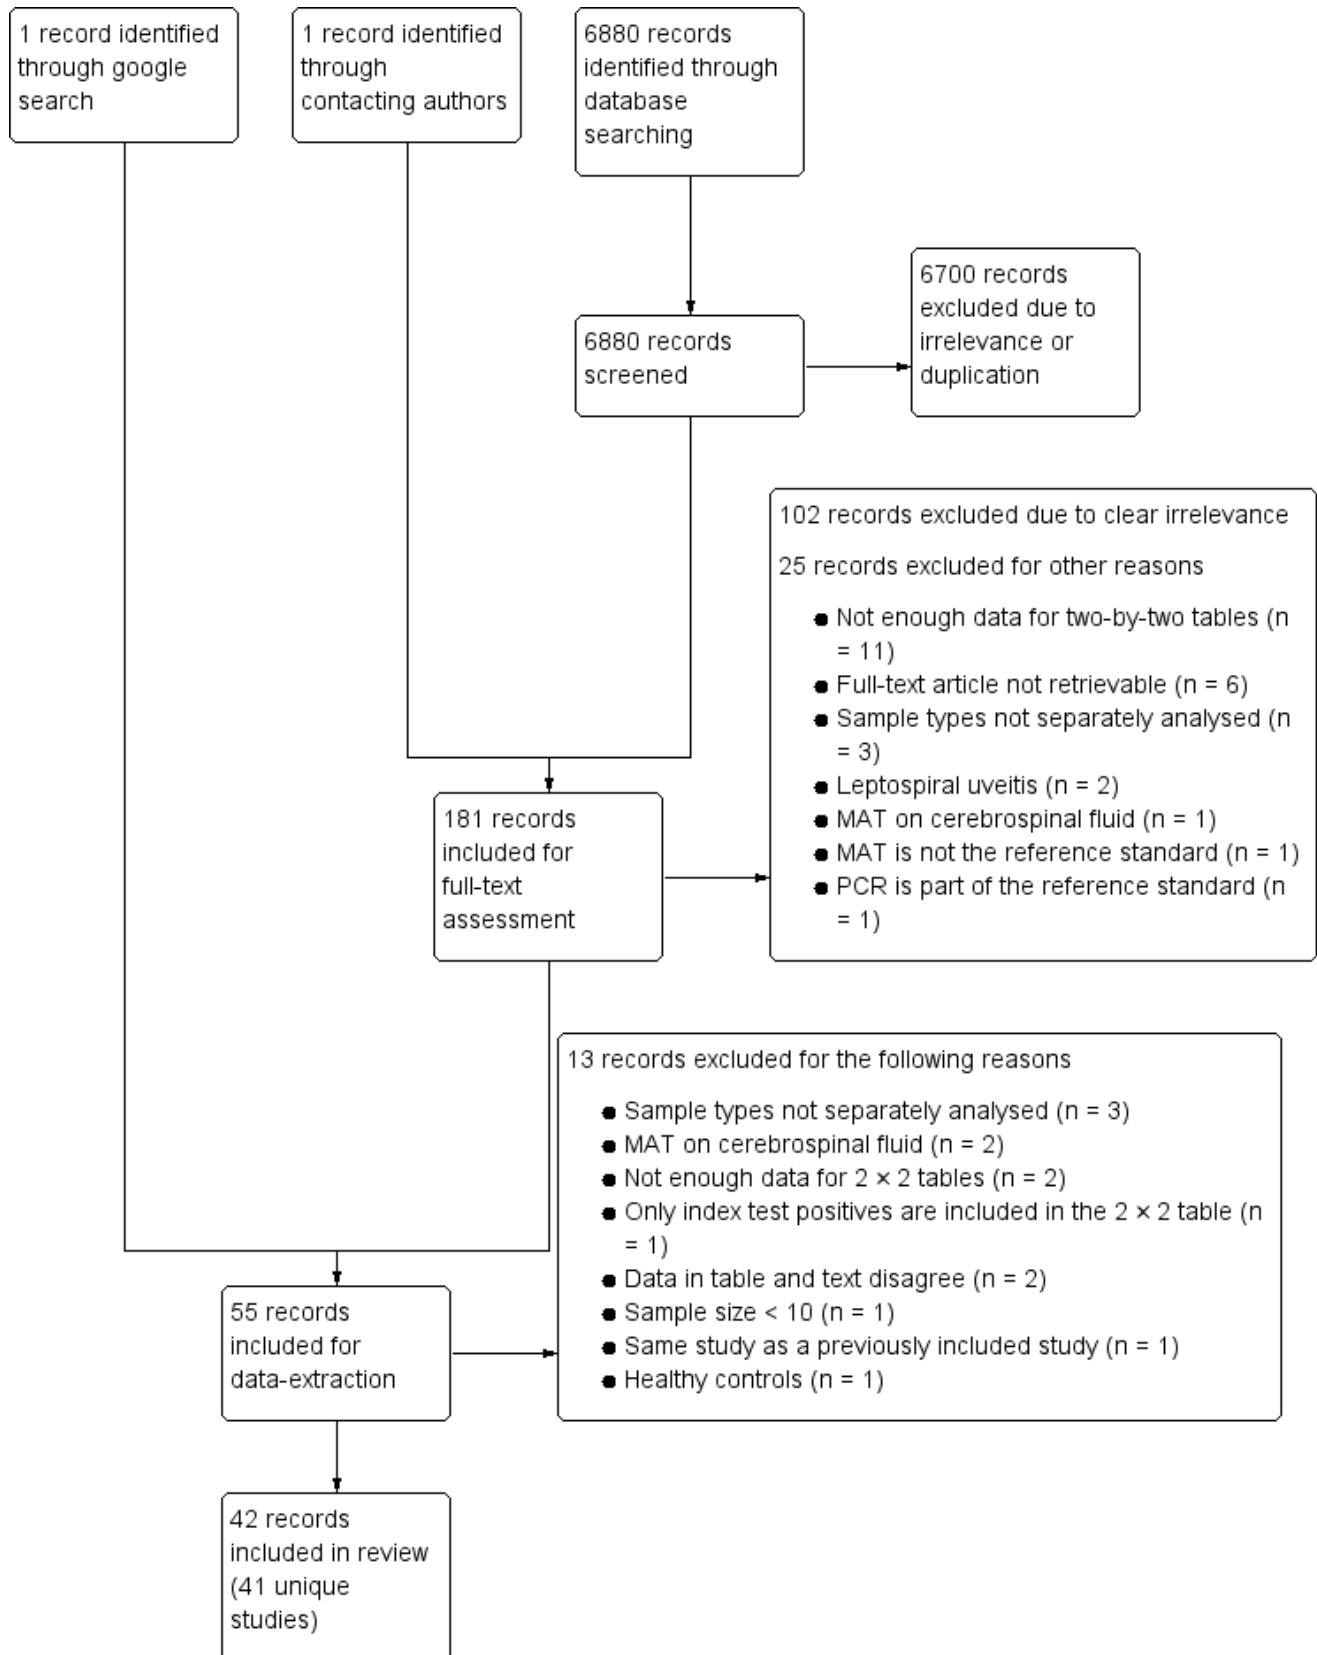 1 record identified
through google
search
1 record identified
through
contacting authors
6880 records
identified through
database
searching
6880 records
screened
6700 records
excluded due to
irrelevance or
duplication
181 records
included for
full-text
assessment
102 records excluded due to clear irrelevance
25 records excluded for other reasons
● Not enough data for two-by-two tables (n
= 11)
● Full-text article not retrievable (n = 6)
● Sample types not separately analysed (n
= 3)
● Leptospiral uveitis (n = 2)
● MAT on cerebrospinal fluid (n = 1)
● MAT is not the reference standard (n = 1)
● PCR is part of the reference standard (n
= 1)
55 records
included for
data-extraction
13 records excluded for the following reasons
● Sample types not separately analysed (n = 3)
● MAT on cerebrospinal fluid (n = 2)
● Not enough data for 2 × 2 tables (n = 2)
● Only index test positives are included in the 2 × 2 table (n
= 1)
● Data in table and text disagree (n = 2)
● Sample size < 10 (n = 1)
● Same study as a previously included study (n = 1)
● Healthy controls (n = 1)
42 records
included in review
(41 unique
studies)